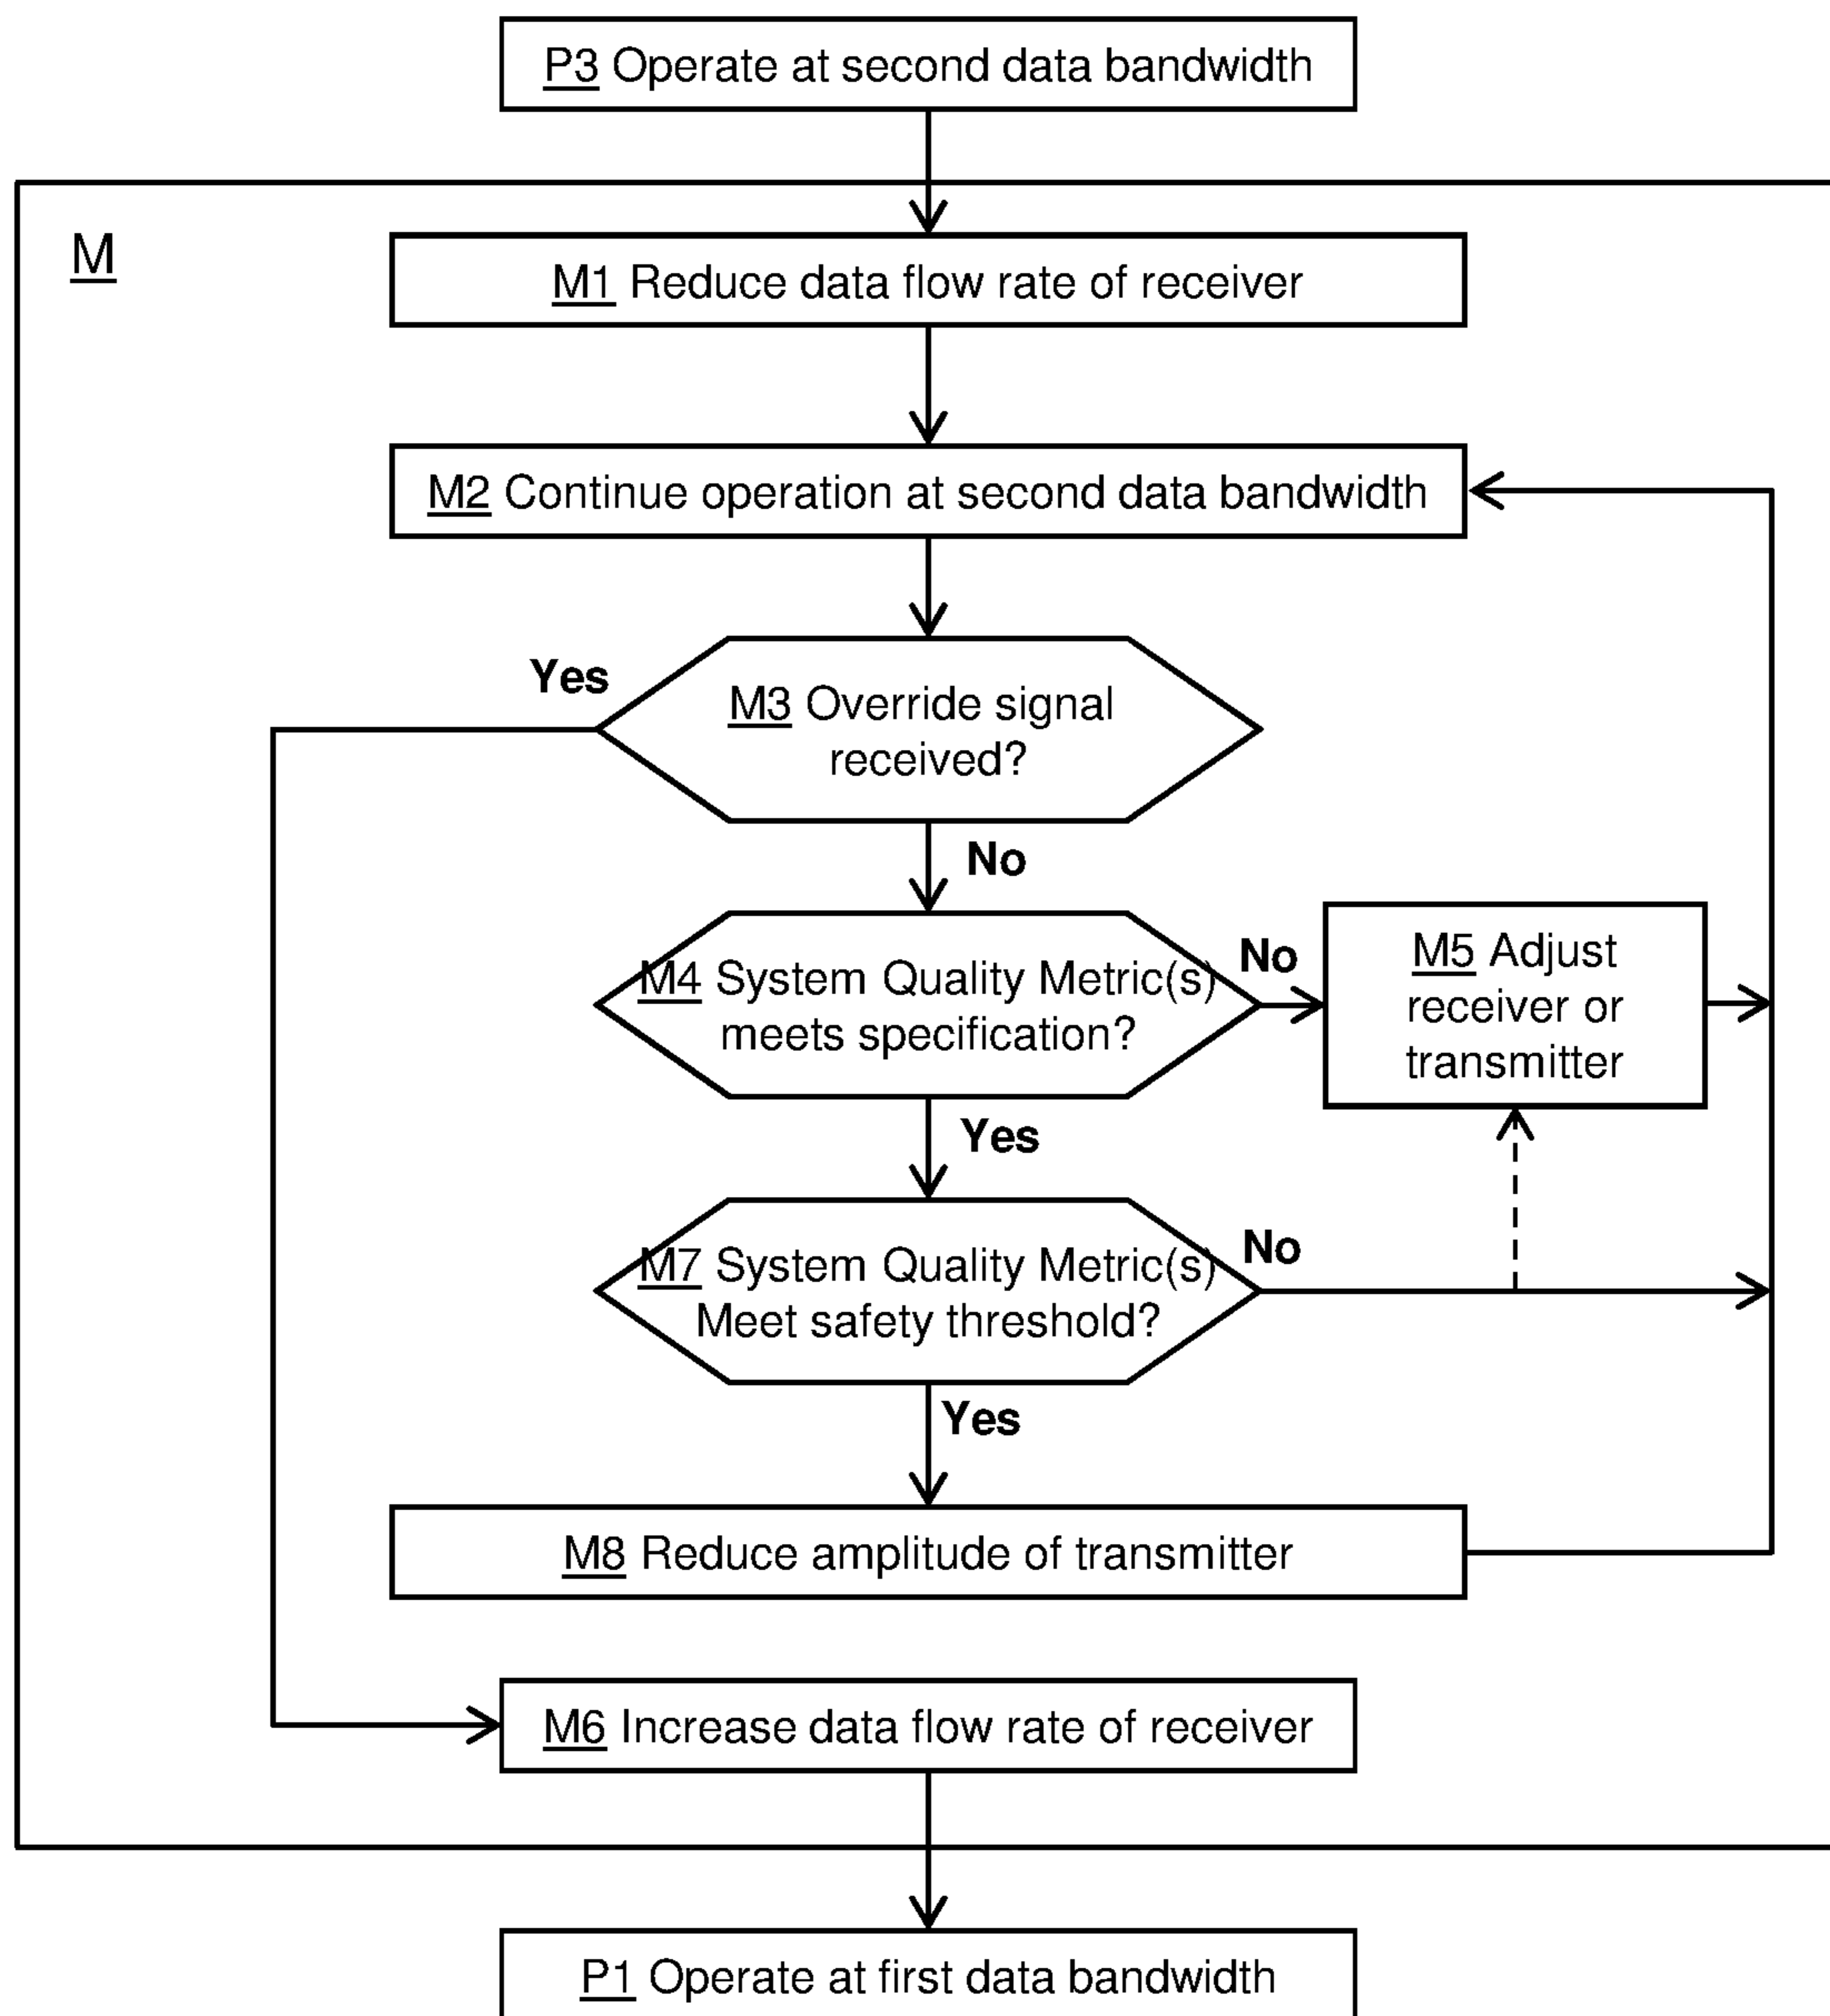 P3 Operate at second data bandwidth
M
M1 Reduce data flow rate of receiver
M2 Continue operation at second data bandwidth
Yes
M3 Override signal
received?
No
M4 System Quality Metric(s)
meets specification?
No
M5 Adjust
receiver or
transmitter
Yes
M7 System Quality Metric(s)
Meet safety threshold?
No
Yes
M8 Reduce amplitude of transmitter
M6 Increase data flow rate of receiver
P1 Operate at first data bandwidth